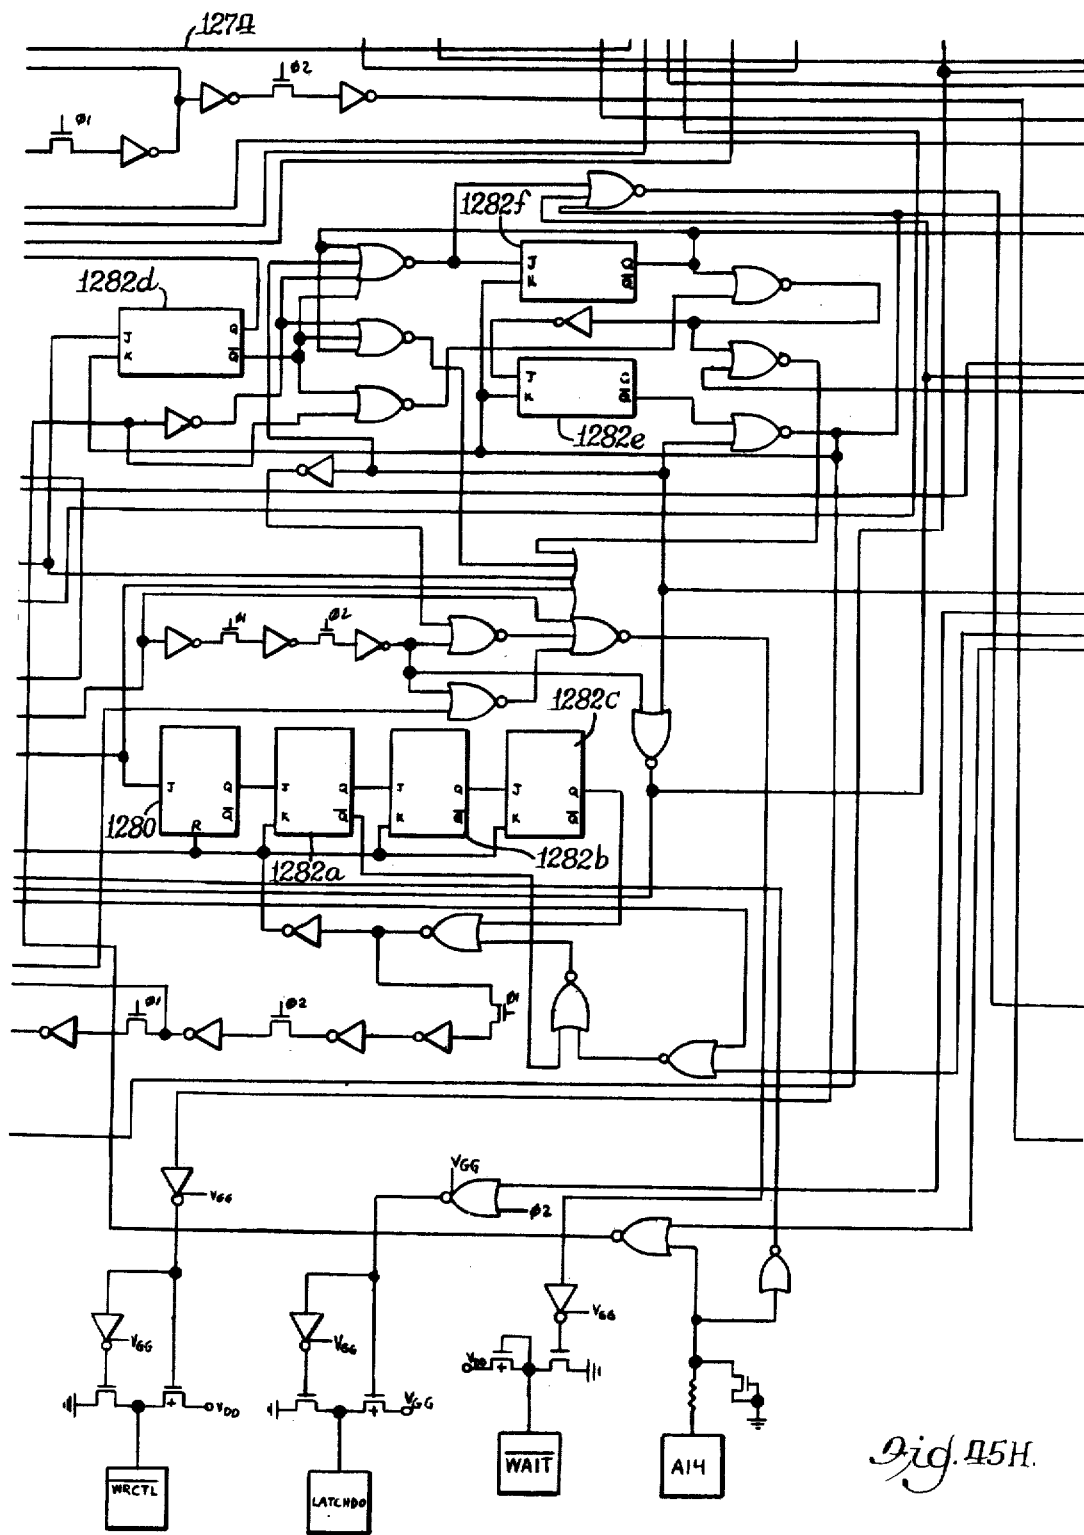 1274
φ2
φ1
1282f
1282d
J
Q
K
Q̅
J
Q
K
Q̅
J
Q
K
Q̅
1282e
φ1
φ2
1282c
J
Q
Q̅
R
J
Q
K
Q̅
J
Q
K
Q̅
J
Q
K
Q̅
1280
1282a
1282b
φ1
φ1
φ2
VGG
VGG
φ2
VGG
VGG
VGG
VDD
VDD
VGG
WRCTL
LATCHDO
WAIT
A14
Fig. 45H.